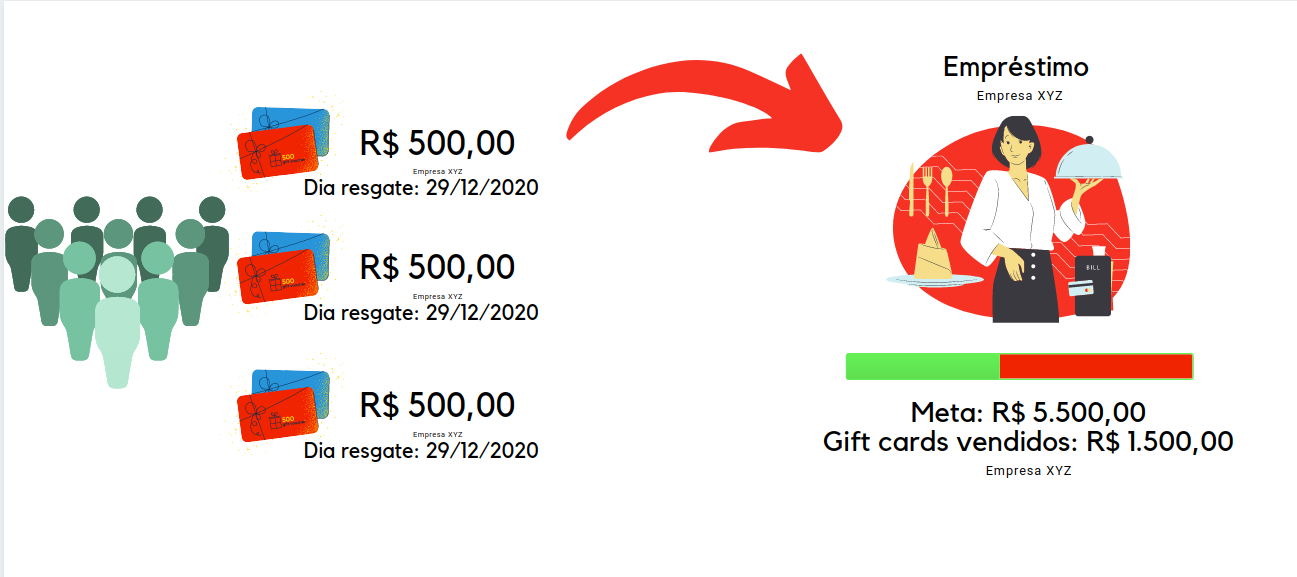 R$ 500,00
Empresa XYZ
Dia resgate: 29/12/2020
500
R$ 500,00
Empresa XYZ
Dia resgate: 29/12/2020
500
R$ 500,00
Empresa XYZ
Dia resgate: 29/12/2020
500
Empréstimo
Empresa XYZ
BILL
Meta: R$ 5.500,00
Gift cards vendidos: R$ 1.500,00
Empresa XYZ